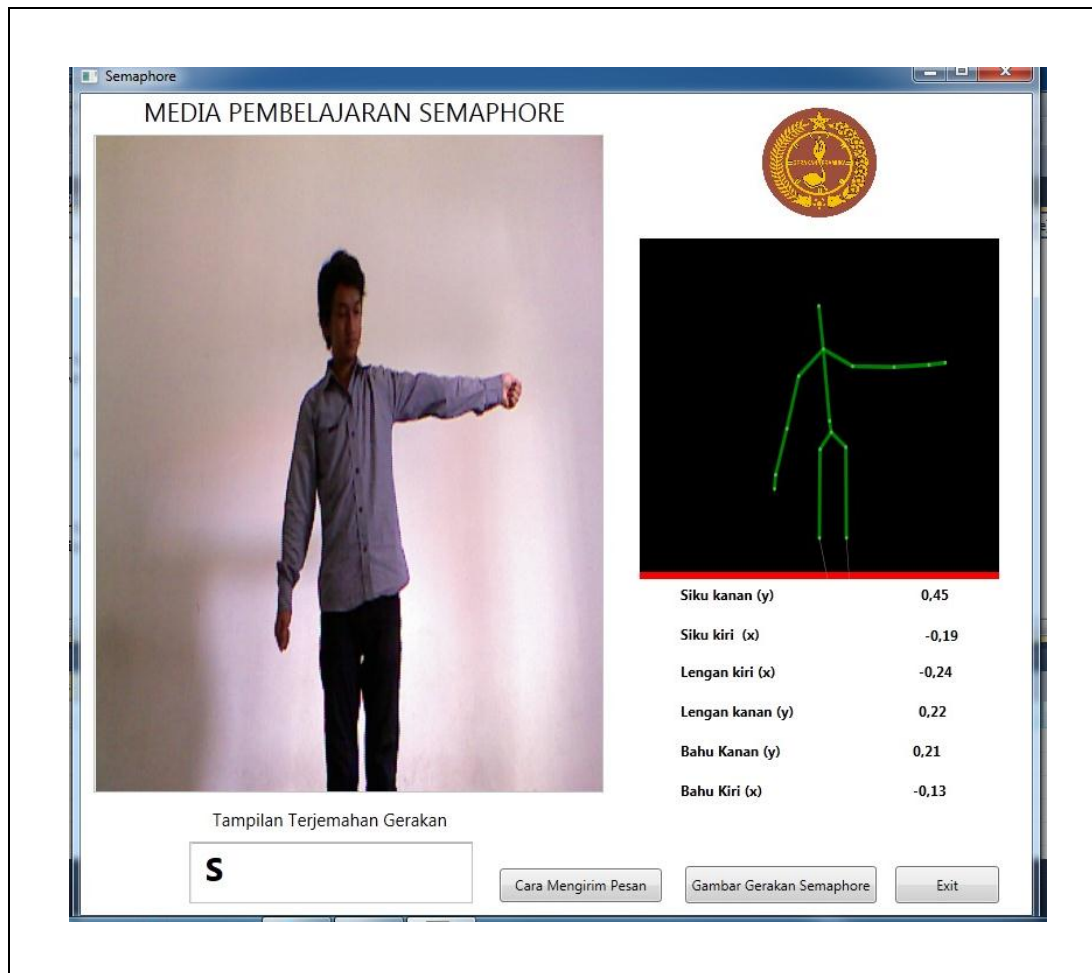 Semaphore
MEDIA PEMBELAJARAN SEMAPHORE
Siku kanan (y) 0,45
Siku kiri (x) -0,19
Lengan kiri (x) -0,24
Lengan kanan (y) 0,22
Bahu Kanan (y) 0,21
Bahu Kiri (x) -0,13
Tampilan Terjemahan Gerakan
S
Cara Mengirim Pesan
Gambar Gerakan Semaphore
Exit